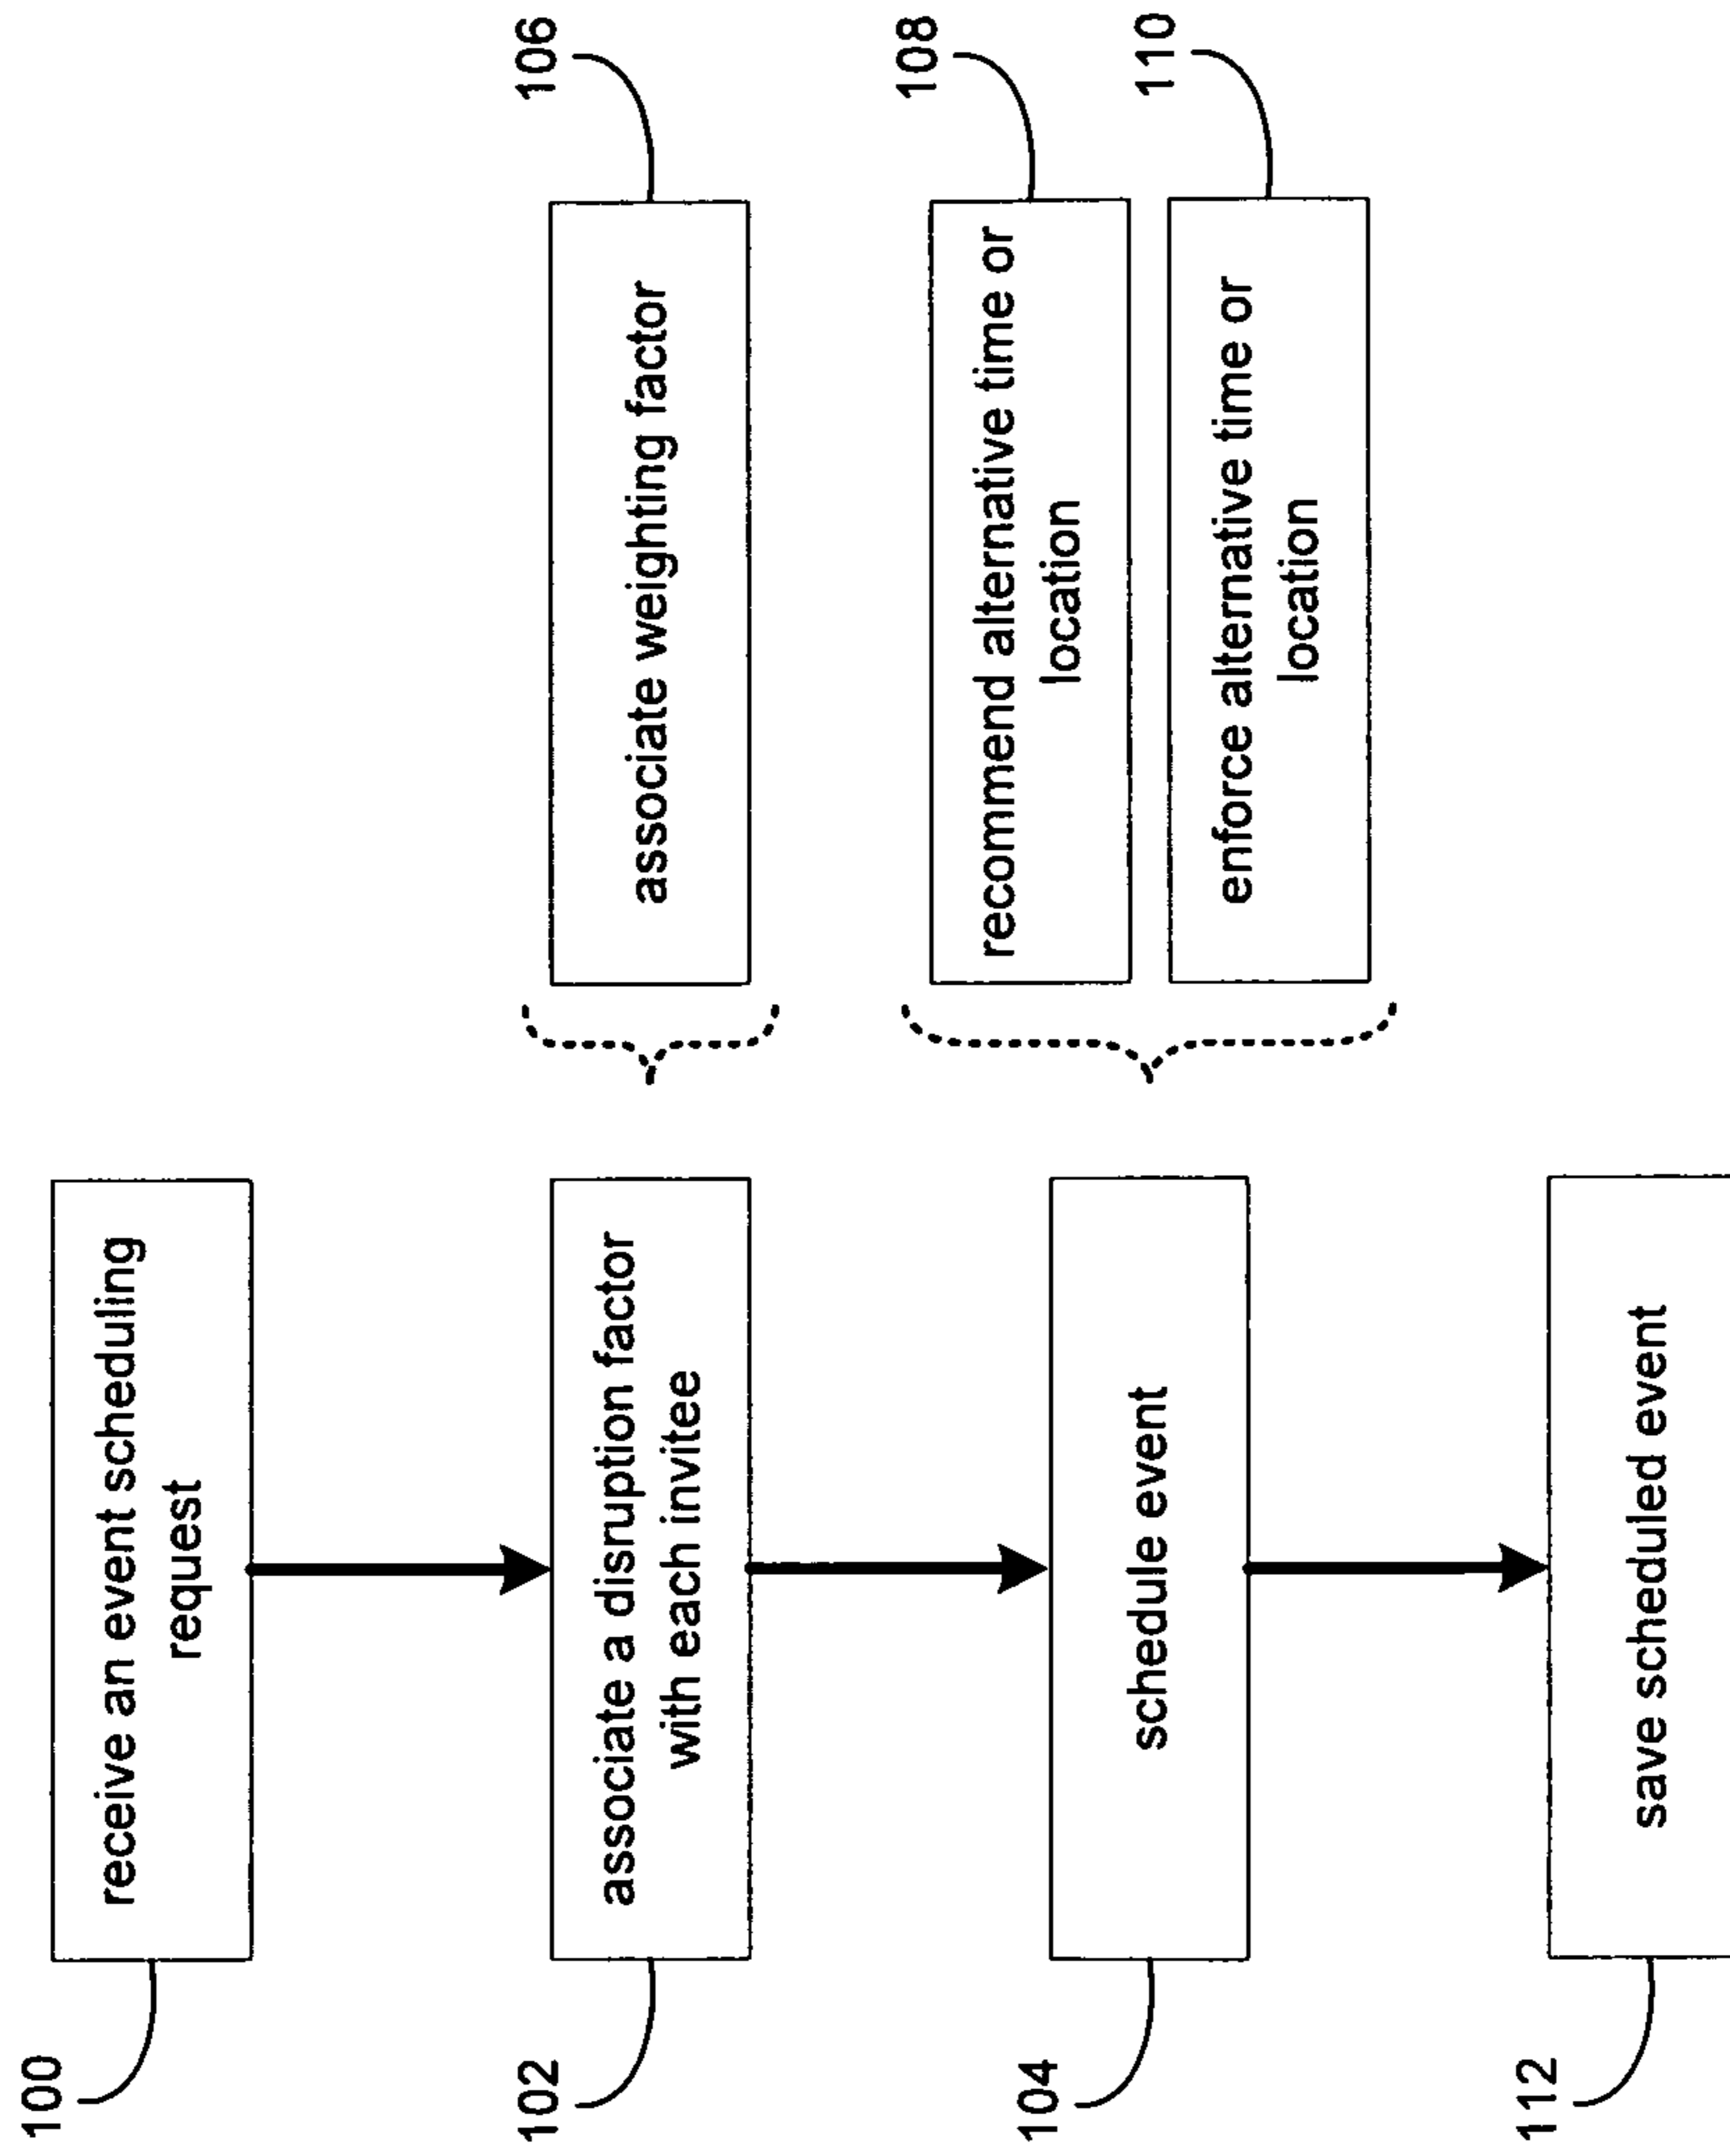 100
receive an event scheduling
request
102
associate a disruption factor
with each invitee
106
associate weighting factor
104
schedule event
108
recommend alternative time or
location
110
enforce alternative time or
location
112
save scheduled event